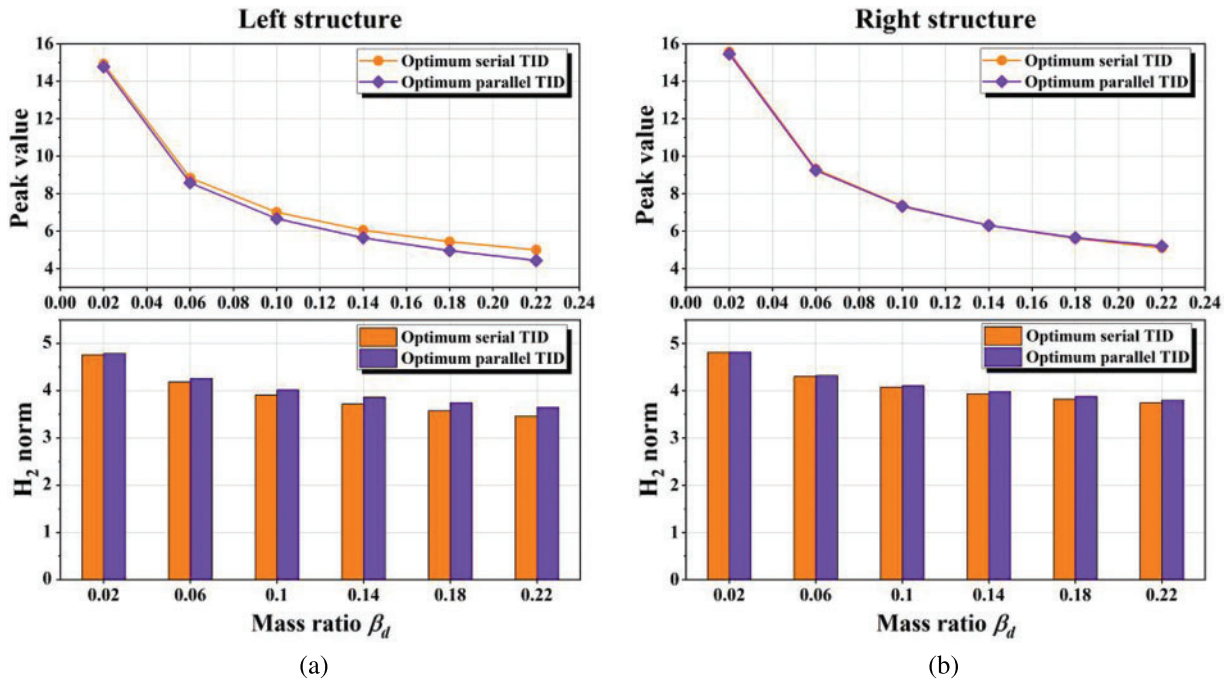 Left structure
16
14
12
10
8
6
4
Peak value
Optimum serial TID
Optimum parallel TID
0.00 0.02 0.04 0.06 0.08 0.10 0.12 0.14 0.16 0.18 0.20 0.22 0.24
5
4
3
2
1
0
H₂ norm
Optimum serial TID
Optimum parallel TID
0.02 0.06 0.1 0.14 0.18 0.22
Mass ratio β_d
(a)
Right structure
16
14
12
10
8
6
4
Peak value
Optimum serial TID
Optimum parallel TID
0.00 0.02 0.04 0.06 0.08 0.10 0.12 0.14 0.16 0.18 0.20 0.22 0.24
5
4
3
2
1
0
H₂ norm
Optimum serial TID
Optimum parallel TID
0.02 0.06 0.1 0.14 0.18 0.22
Mass ratio β_d
(b)